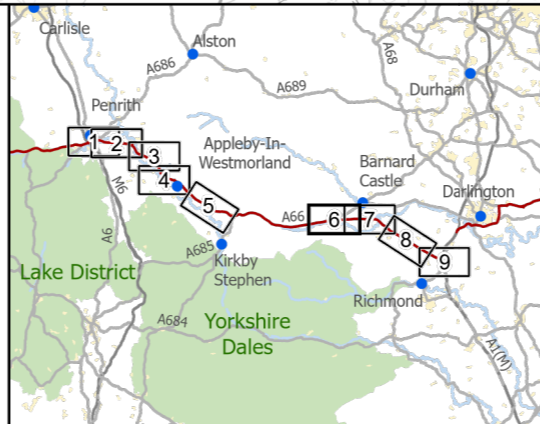 Carlisle
Alston
A686
A689
A68
Durham
Penrith
Appleby-In-
Westmorland
Barnard
Castle
Darlington
1
2
3
4
5
6
7
8
9
M6
A66
A6
A685
Kirkby
Stephen
Lake District
Richmond
A684
Yorkshire
Dales
A1(M)